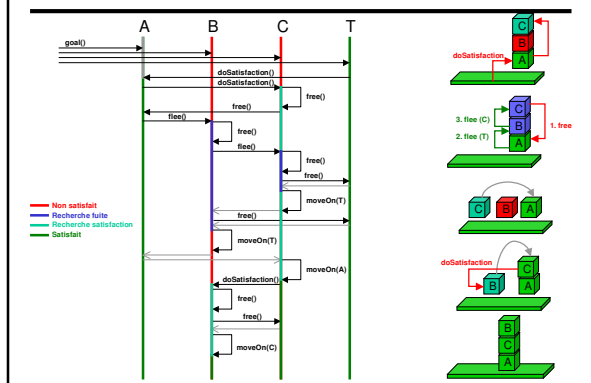 A B C T
goal()
doSatisfaction()
doSatisfaction()
free()
free()
flee()
free()
flee()
free()
free()
moveOn(T)
free()
moveOn(T)
moveOn(A)
doSatisfaction()
free()
free()
moveOn(C)
Non satisfait
Recherche fuite
Recherche satisfaction
Satisfait
C
doSatisfaction
B
A
C
3. flee (C)
1. free
B
2. flee (T)
A
C B A
doSatisfaction
C
B A
B
C
A